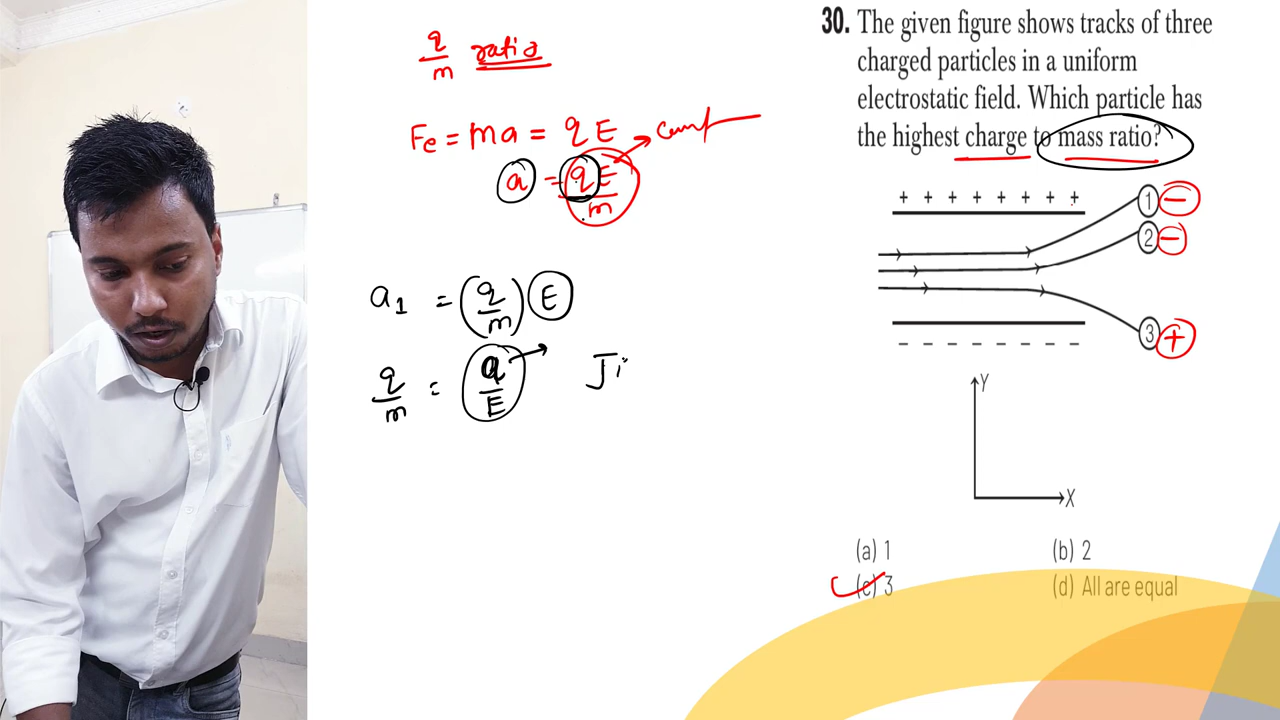 q/m ratio
Fe = ma = qE
a = qE/m
a1 = (q/m) E
q/m = a/E
Ji
30. The given figure shows tracks of three
charged particles in a uniform
electrostatic field. Which particle has
the highest charge to mass ratio?
+ + + + + + + +
1 −
2 −
3 +
− − − − − − − −
Y
X
(a) 1
(b) 2
(c) 3
(d) All are equal